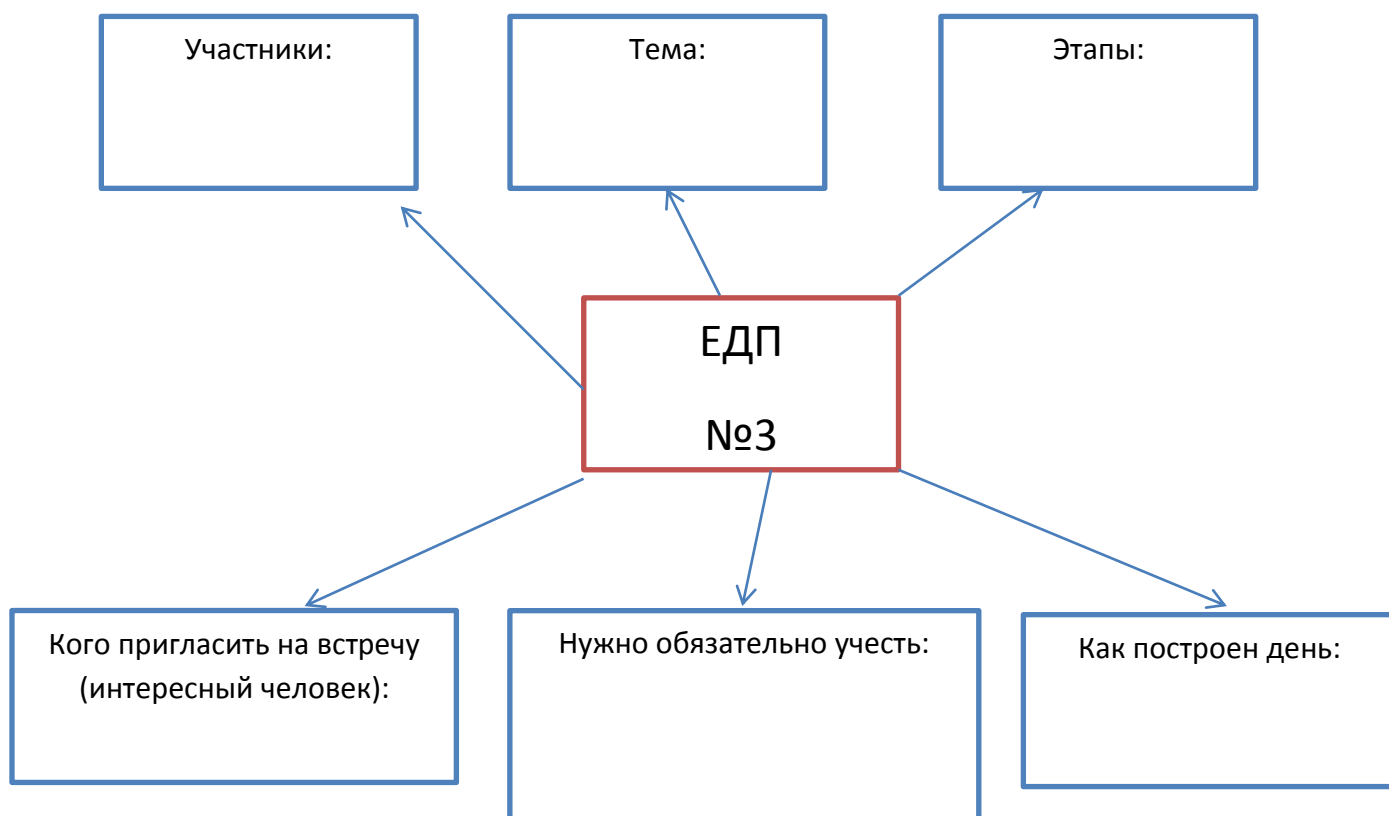 Участники:
Тема:
Этапы:
ЕДП
№3
Кого пригласить на встречу
(интересный человек):
Нужно обязательно учесть:
Как построен день: